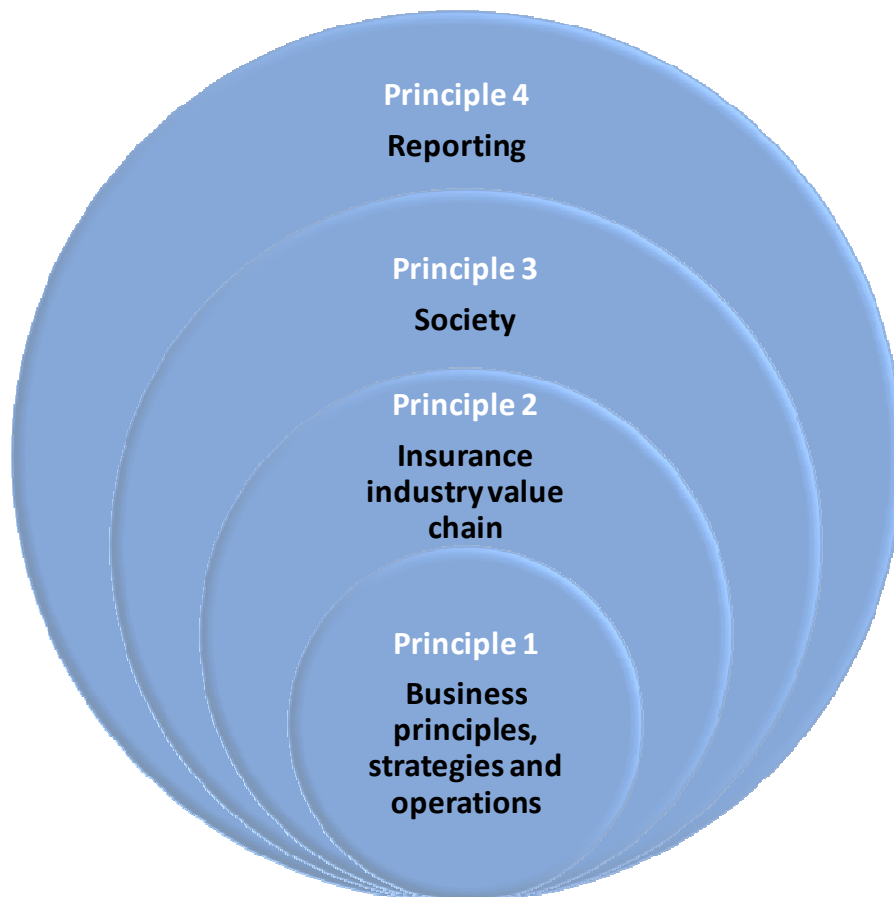 Principle 4
Reporting
Principle 3
Society
Principle 2
Insurance
industry value
chain
Principle 1
Business
principles,
strategies and
operations